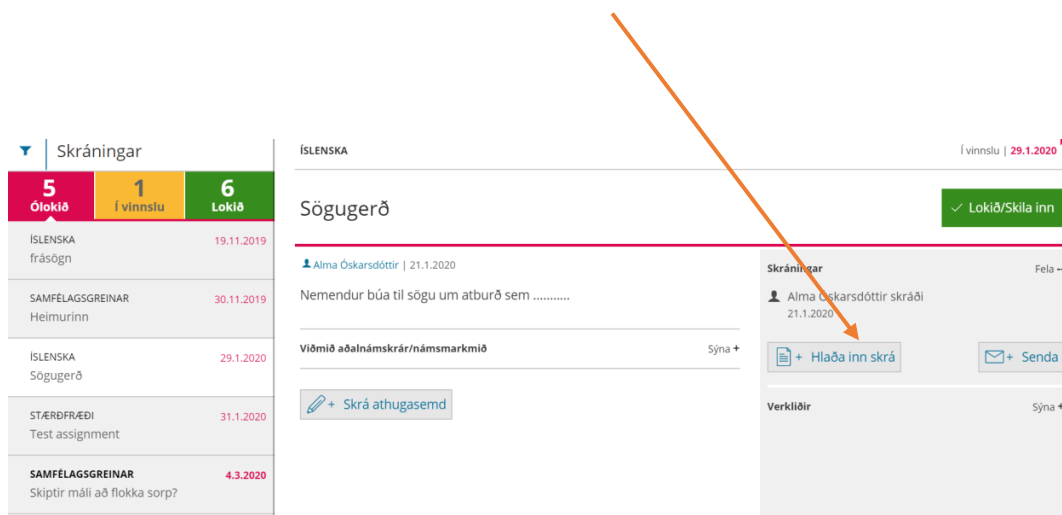 Skráningar
5
Ólokið
1
Í vinnslu
6
Lokið
ÍSLENSKA 19.11.2019
frásögn
SAMFÉLAGSGREINAR 30.11.2019
Heimurinn
ÍSLENSKA 29.1.2020
Sögugerð
STÆRÐFRÆÐI 31.1.2020
Test assignment
SAMFÉLAGSGREINAR 4.3.2020
Skiptir máli að flokka sorp?
ÍSLENSKA Í vinnslu | 29.1.2020
Sögugerð
Lokið/Skila inn
Alma Óskarsdóttir | 21.1.2020
Nemendur búa til sögu um atburð sem ...........
Viðmið aðalnámskrár/námsmarkmið Sýna +
+ Skrá athugasemd
Skráningar Fela --
Alma Óskarsdóttir skráði
21.1.2020
+ Hlaða inn skrá
+ Senda
Verkliðir Sýna +